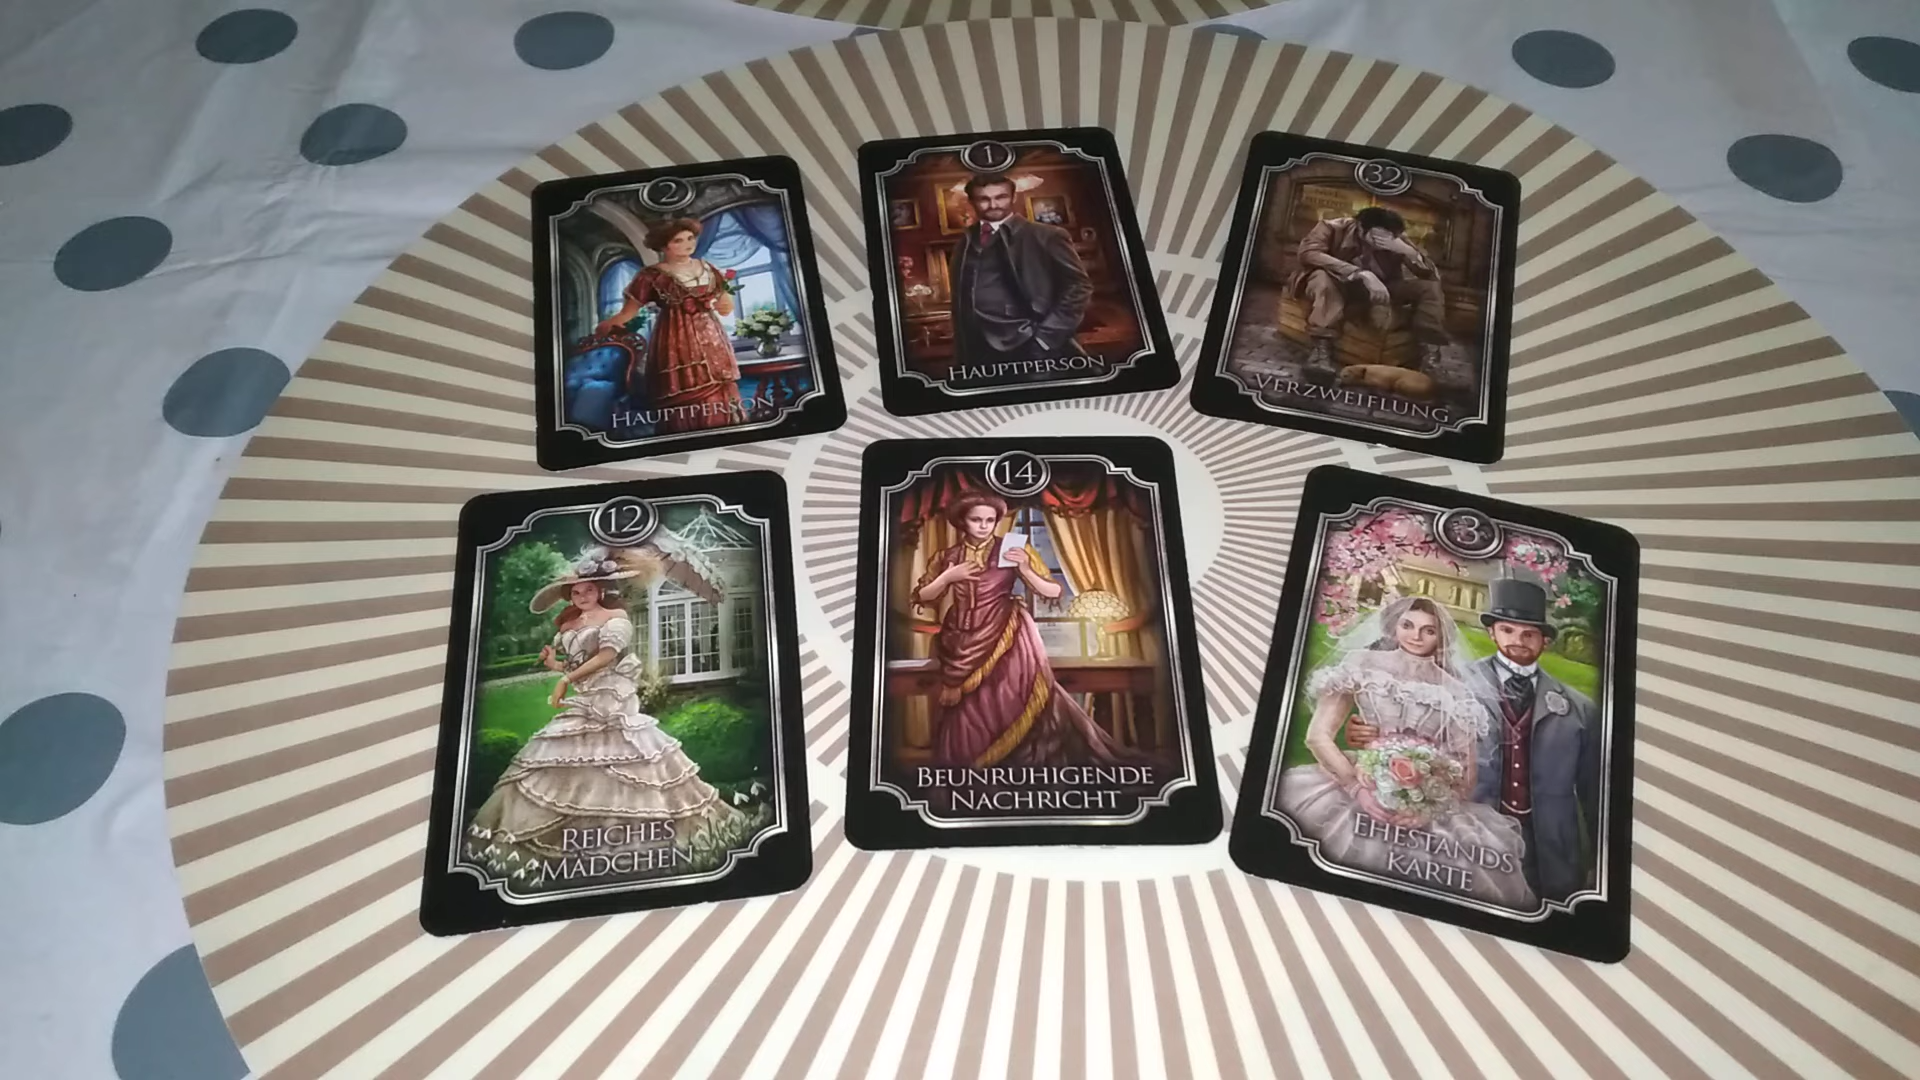 2
HAUPTPERSON
1
HAUPTPERSON
32
VERZWEIFLUNG
12
REICHES
MÄDCHEN
14
BEUNRUHIGENDE
NACHRICHT
3
EHESTANDS
KARTE